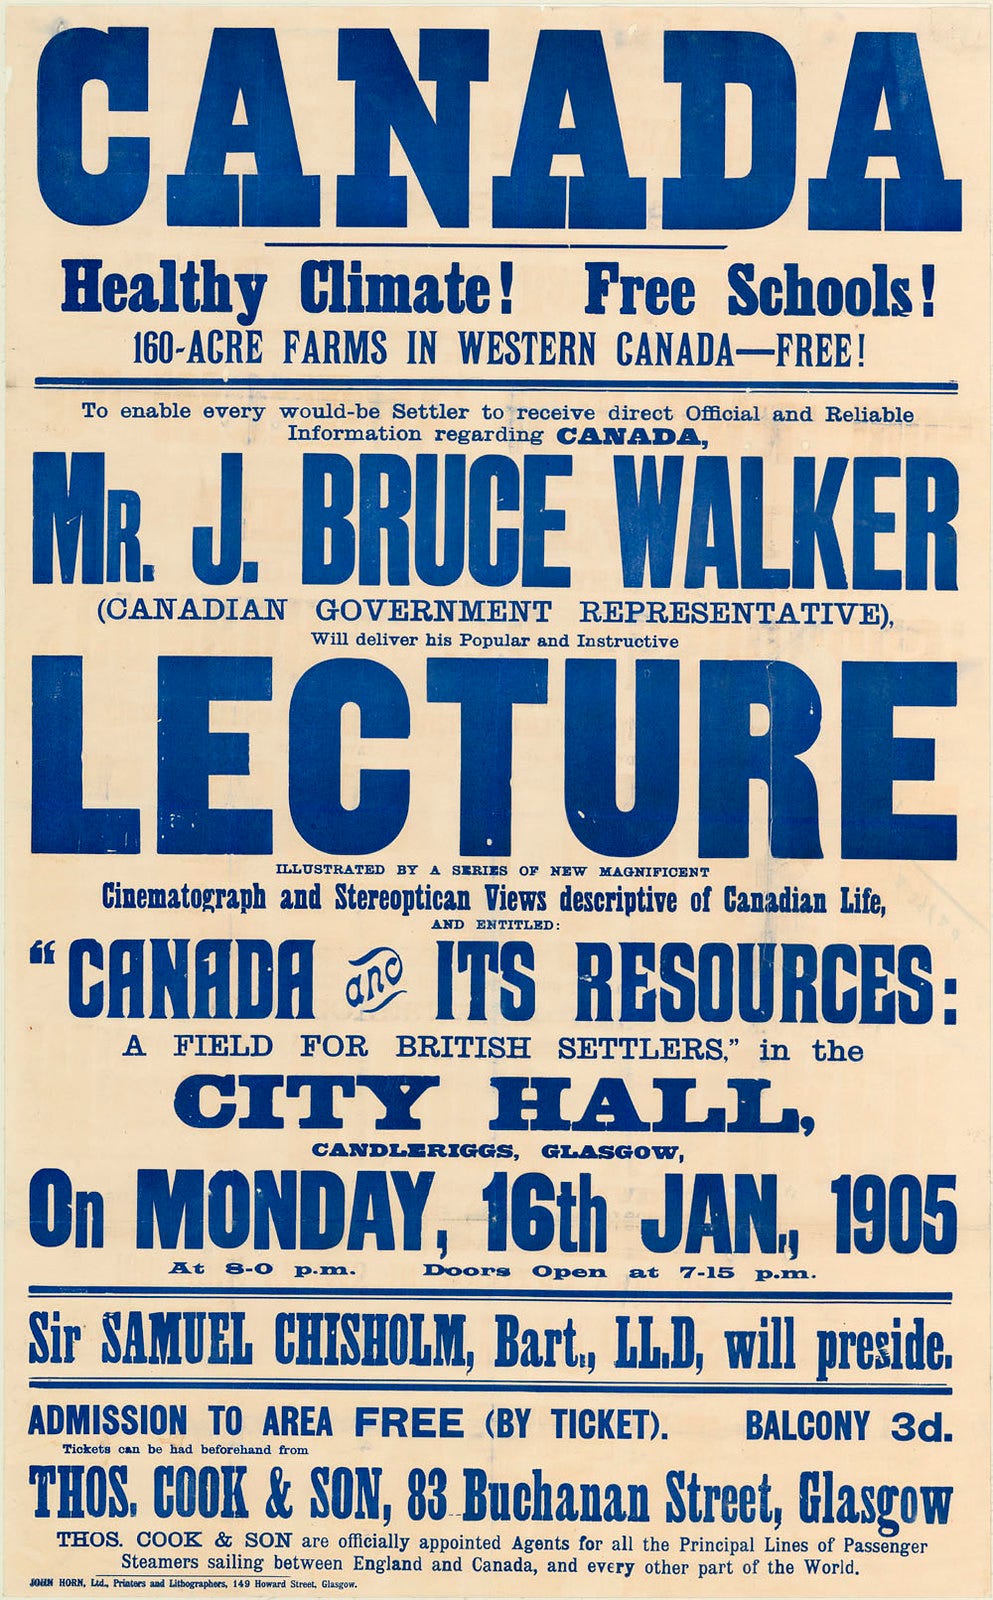 CANADA
Healthy Climate! Free Schools!
160-ACRE FARMS IN WESTERN CANADA—FREE!
To enable every would-be Settler to receive direct Official and Reliable
Information regarding CANADA,
MR. J. BRUCE WALKER
(CANADIAN GOVERNMENT REPRESENTATIVE),
Will deliver his Popular and Instructive
LECTURE
ILLUSTRATED BY A SERIES OF NEW MAGNIFICENT
Cinematograph and Stereoptican Views descriptive of Canadian Life,
AND ENTITLED:
“CANADA and ITS RESOURCES:
A FIELD FOR BRITISH SETTLERS,” in the
CITY HALL,
CANDLERIGGS, GLASGOW,
On MONDAY, 16th JAN., 1905
At 8-0 p.m. Doors Open at 7-15 p.m.
Sir SAMUEL CHISHOLM, Bart., LL.D, will preside.
ADMISSION TO AREA FREE (BY TICKET). BALCONY 3d.
Tickets can be had beforehand from
THOS. COOK & SON, 83 Buchanan Street, Glasgow
THOS. COOK & SON are officially appointed Agents for all the Principal Lines of Passenger
Steamers sailing between England and Canada, and every other part of the World.
JOHN HORN, Ltd., Printers and Lithographers, 149 Howard Street, Glasgow.